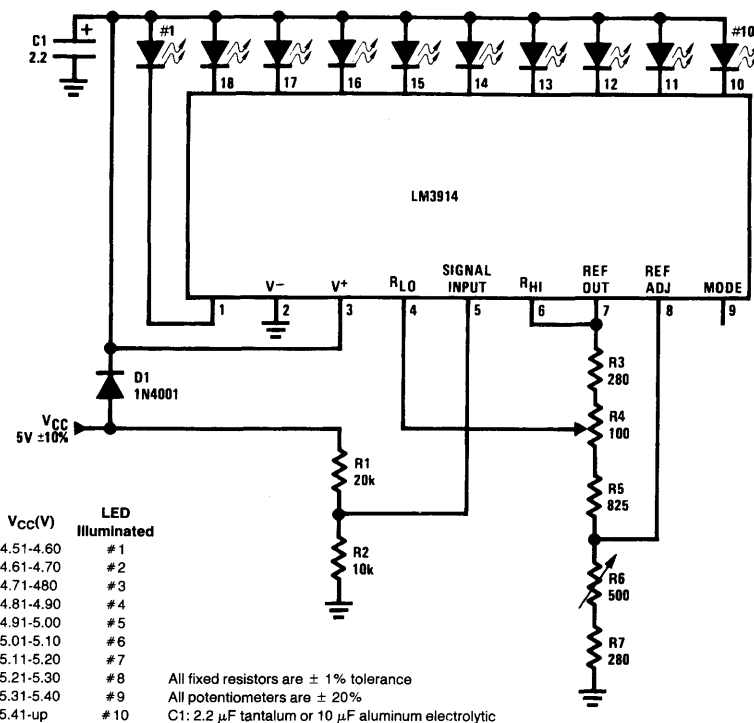 C1
+
2.2
#1
#10
18
17
16
15
14
13
12
11
10
LM3914
V−
V+
RLO
SIGNAL
INPUT
RHI
REF
OUT
REF
ADJ
MODE
1
2
3
4
5
6
7
8
9
D1
1N4001
VCC
5V ±10%
R1
20k
R2
10k
R3
280
R4
100
R5
825
R6
500
R7
280
VCC(V) LED
Illuminated
4.51-4.60 #1
4.61-4.70 #2
4.71-480 #3
4.81-4.90 #4
4.91-5.00 #5
5.01-5.10 #6
5.11-5.20 #7
5.21-5.30 #8
5.31-5.40 #9
5.41-up #10
All fixed resistors are ± 1% tolerance
All potentiometers are ± 20%
C1: 2.2 μF tantalum or 10 μF aluminum electrolytic